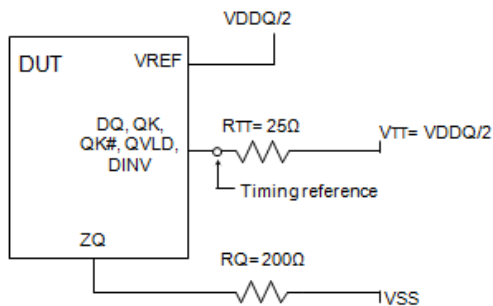 VDDQ/2
DUT
VREF
DQ, QK,
QK#, QVLD,
DINV
RTT= 25Ω
VTT= VDDQ/2
Timing reference
ZQ
RQ=200Ω
VSS